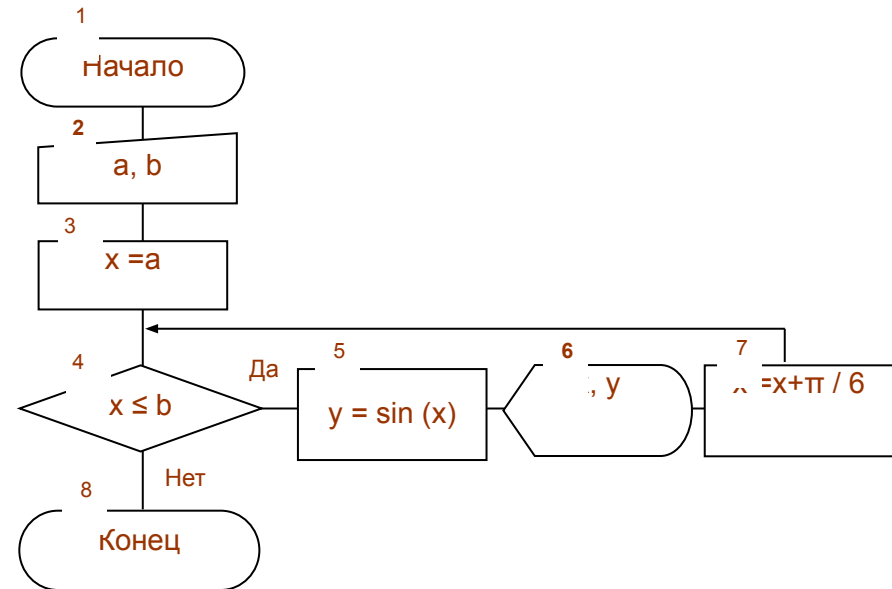 1
Начало
2
a, b
3
x =a
4
x ≤ b
Да
5
y = sin (x)
6
, y
7
x =x+π / 6
Нет
8
Конец